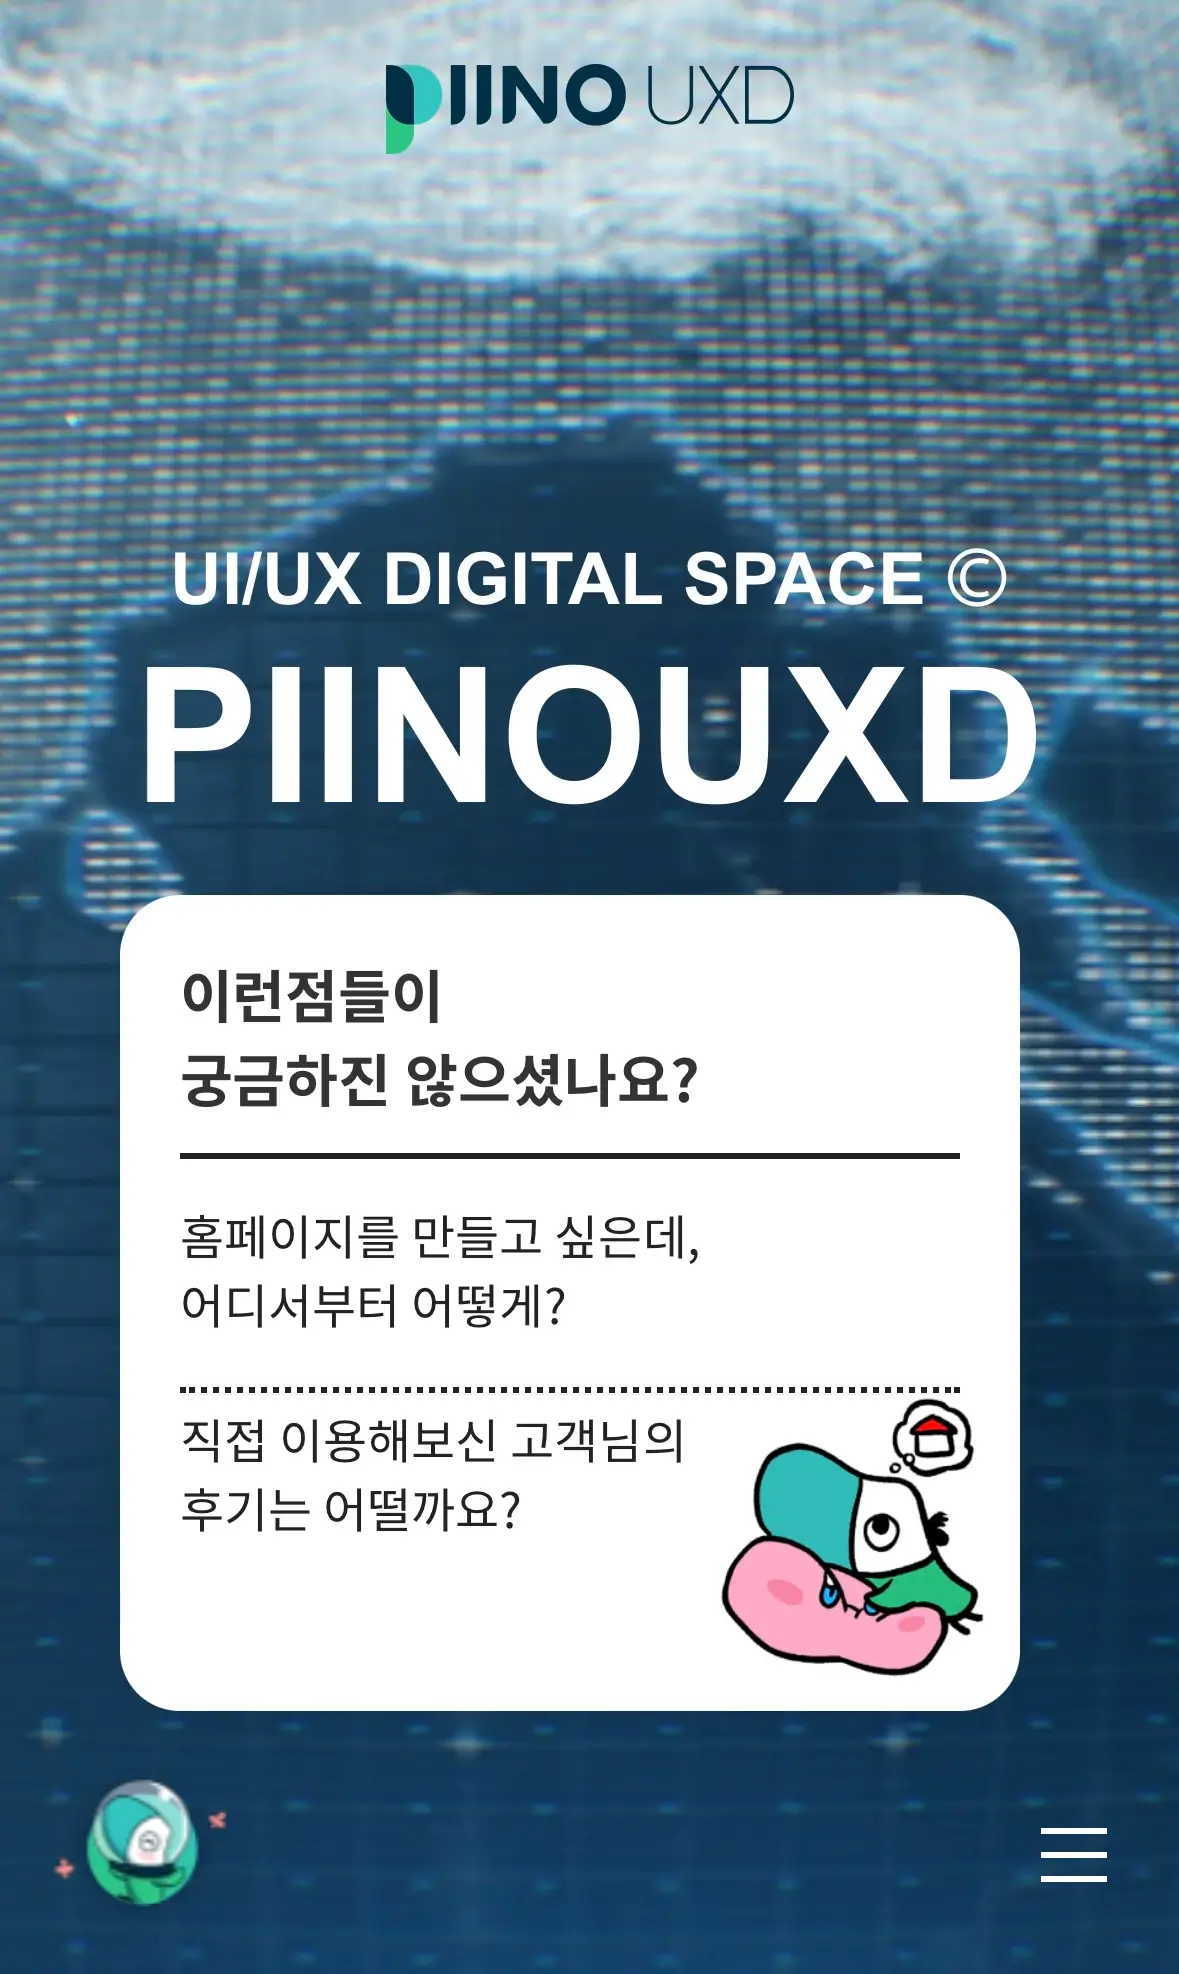 PIINO UXD
UI/UX DIGITAL SPACE ©
PIINOUXD
이런점들이
궁금하진 않으셨나요?
홈페이지를 만들고 싶은데,
어디서부터 어떻게?
직접 이용해보신 고객님의
후기는 어떨까요?